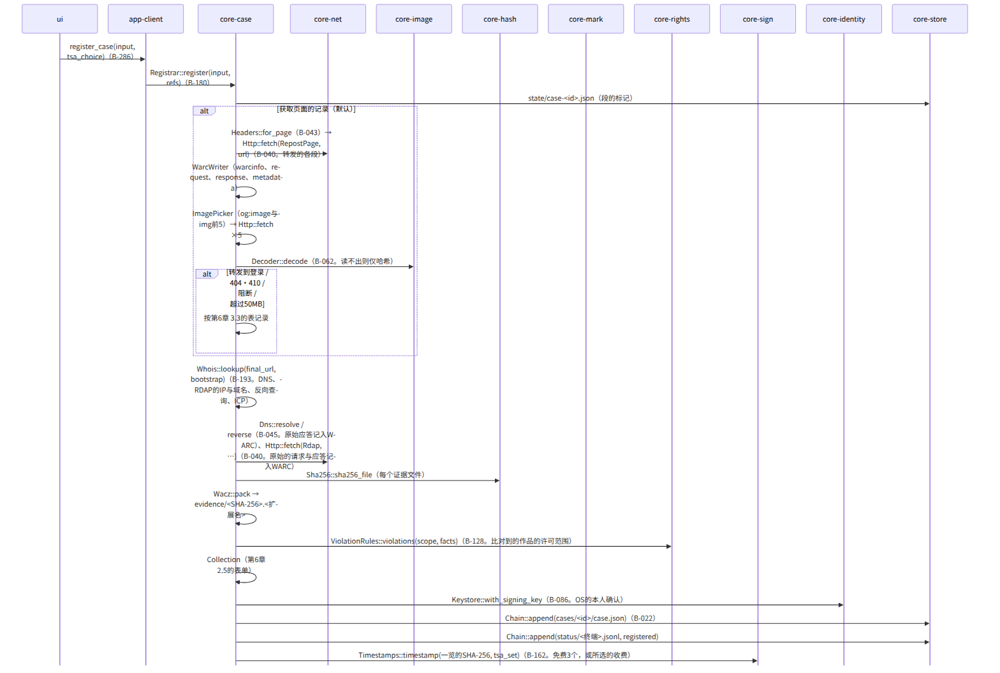 ui
app-client
core-case
core-net
core-image
core-hash
core-mark
core-rights
core-sign
core-identity
core-store
register_case(input,
tsa_choice)（B-286）
Registrar::register(input,
refs)（B-180）
state/case-<id>.json（段的标记）
alt
[获取页面的记录（默认）]
Headers::for_page（B-043）→
Http::fetch(RepostPage,
url)（B-040。转发的各段）
WarcWriter（warcinfo、re-
quest、response、metadat-
a）
ImagePicker（og:image与-
img前5）→ Http::fetch
×5
Decoder::decode（B-062。读不出则仅哈希）
alt
[转发到登录 /
404・410 /
阻断 /
超过50MB]
按第6章 3.3的表记录
Whois::lookup(final_url,
bootstrap)（B-193。DNS、-
RDAP的IP与域名、反向查-
询、ICP）
Dns::resolve /
reverse（B-045。原始应答记入W-
ARC）、Http::fetch(Rdap,
…)（B-040。原始的请求与应答记-
入WARC）
Sha256::sha256_file（每个证据文件）
Wacz::pack →
evidence/<SHA-256>.<扩-
展名>
ViolationRules::violations(scope, facts)（B-128。比对到的作品的许可范围）
Collection（第6章
2.5的表单）
Keystore::with_signing_key（B-086。OS的本人确认）
Chain::append(cases/<id>/case.json)（B-022）
Chain::append(status/<终端>.jsonl, registered)
Timestamps::timestamp(一览的SHA-256, tsa_set)（B-162。免费3个，或所选的收费）